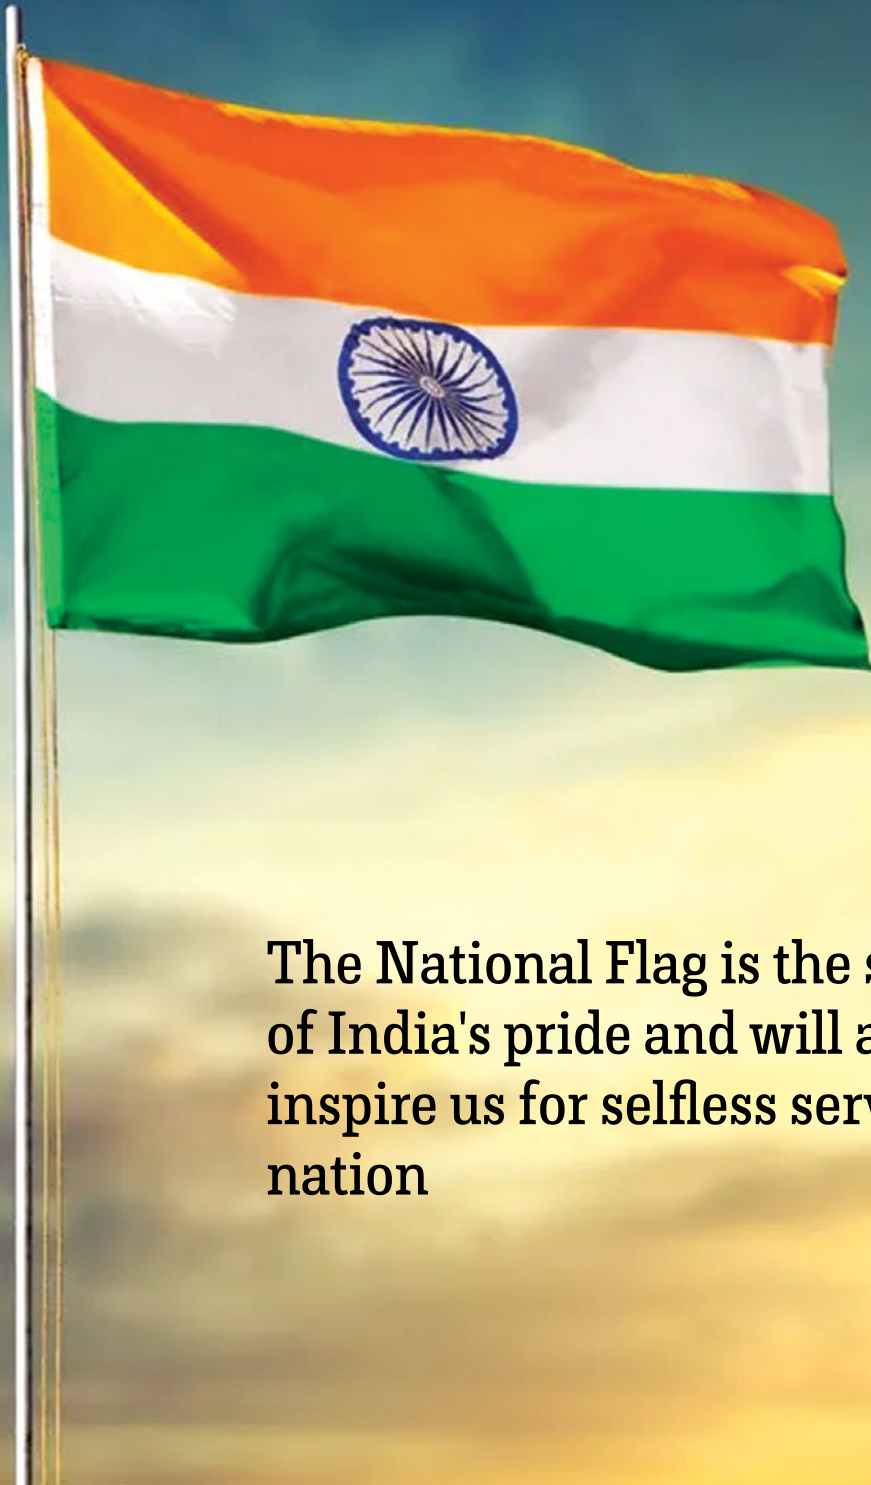 The National Flag is the
of India's pride and will
inspire us for selfless
nation